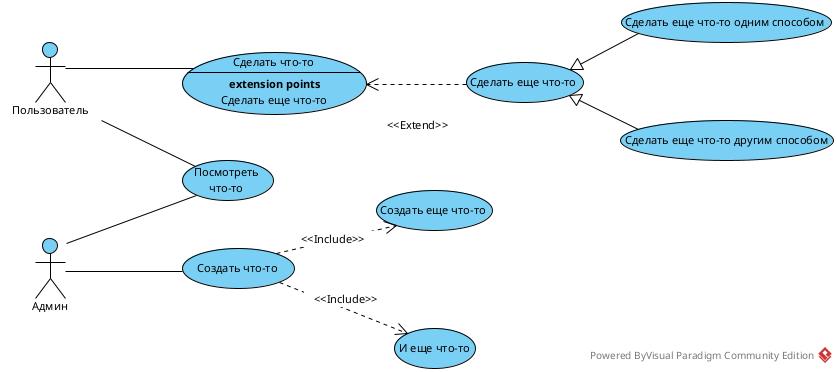 Сделать еще что-то одним способом
Сделать что-то
extension points
Сделать еще что-то
Сделать еще что-то
Пользователь
<<Extend>>
Сделать еще что-то другим способом
Посмотреть
что-то
Создать еще что-то
<<Include>>
Создать что-то
<<Include>>
Админ
И еще что-то
Powered ByVisual Paradigm Community Edition